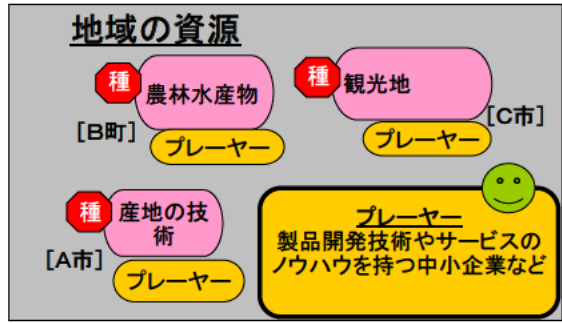 地域の資源
種
農林水産物
[B町]
プレーヤー
種
観光地
[C市]
プレーヤー
種
産地の技
術
[A市]
プレーヤー
プレーヤー
製品開発技術やサービスの
ノウハウを持つ中小企業など